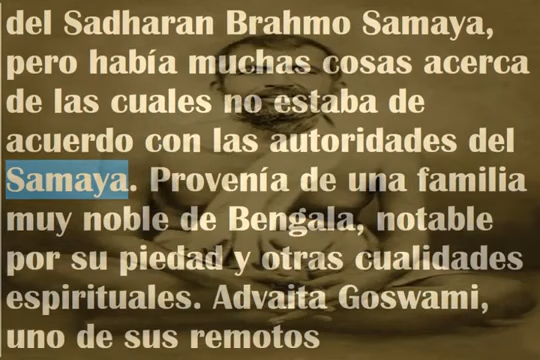 del Sadharan Brahmo Samaya,
pero había muchas cosas acerca
de las cuales no estaba de
acuerdo con las autoridades del
Samaya. Provenía de una familia
muy noble de Bengala, notable
por su piedad y otras cualidades
espirituales. Advaita Goswami,
uno de sus remotos